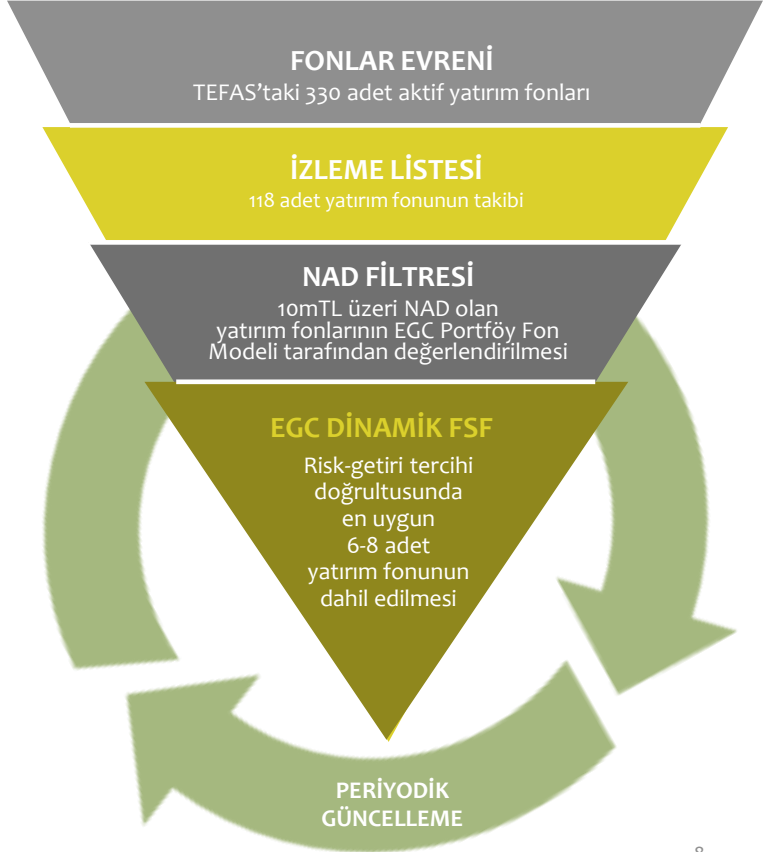 FONLAR EVRENİ
TEFAS'taki 330 adet aktif yatırım fonları
İZLEME LİSTESİ
118 adet yatırım fonunun takibi
NAD FİLTRESİ
10mTL üzeri NAD olan
yatırım fonlarının EGC Portföy Fon
Modeli tarafından değerlendirilmesi
EGC DİNAMİK FSF
Risk-getiri tercihi
doğrultusunda
en uygun
6-8 adet
yatırım fonunun
dahil edilmesi
PERİYODİK
GÜNCELLEME